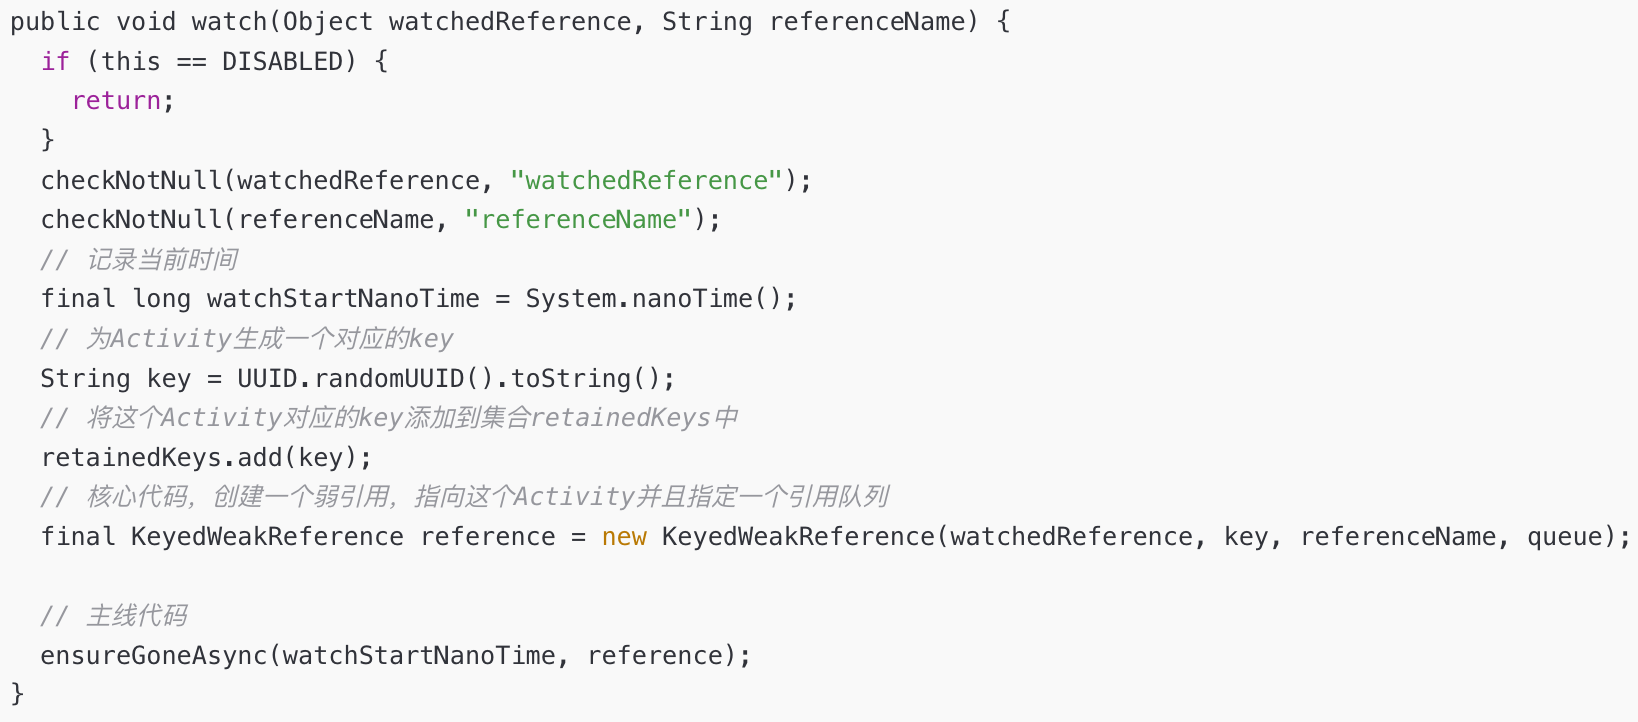 public void watch(Object watchedReference, String referenceName) {
if (this == DISABLED) {
return;
}
checkNotNull(watchedReference, "watchedReference");
checkNotNull(referenceName, "referenceName");
// 记录当前时间
final long watchStartNanoTime = System.nanoTime();
// 为Activity生成一个对应的key
String key = UUID.randomUUID().toString();
// 将这个Activity对应的key添加到集合retainedKeys中
retainedKeys.add(key);
// 核心代码，创建一个弱引用，指向这个Activity并且指定一个引用队列
final KeyedWeakReference reference = new KeyedWeakReference(watchedReference, key, referenceName, queue);
// 主线代码
ensureGoneAsync(watchStartNanoTime, reference);
}